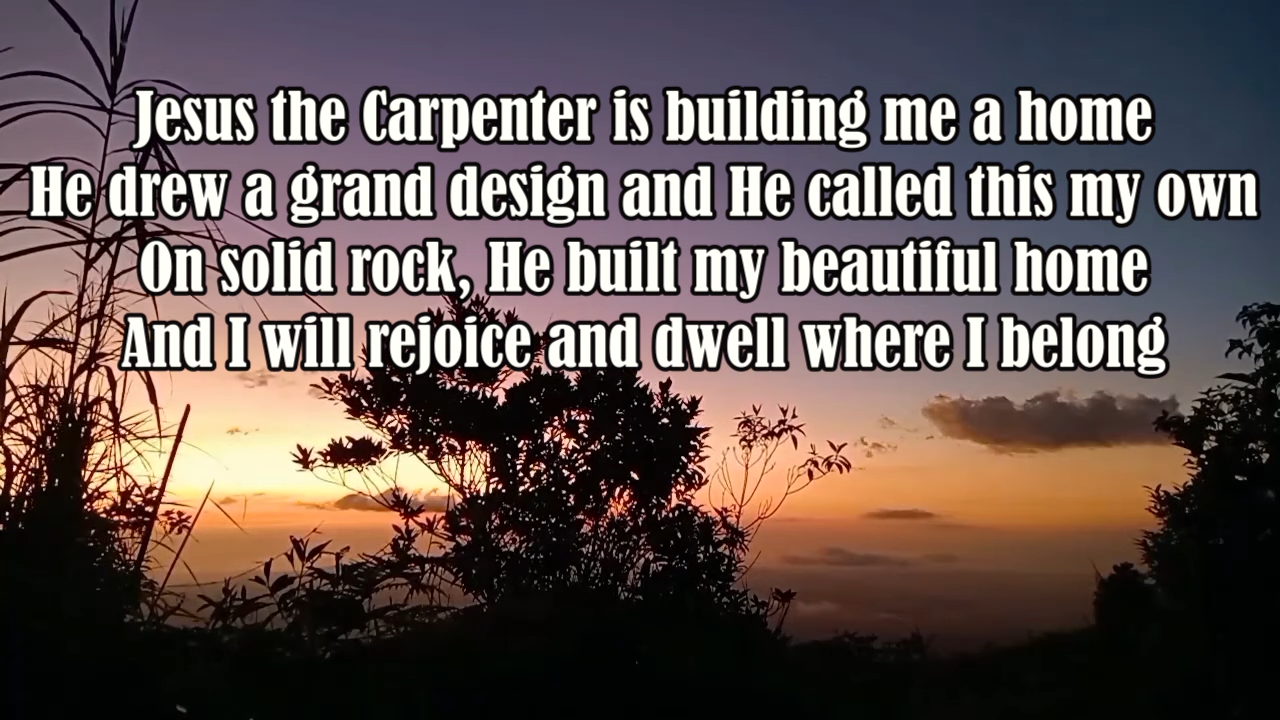 Jesus the Carpenter is building me a home
He drew a grand design and He called this my own
On solid rock, He built my beautiful home
And I will rejoice and dwell where I belong